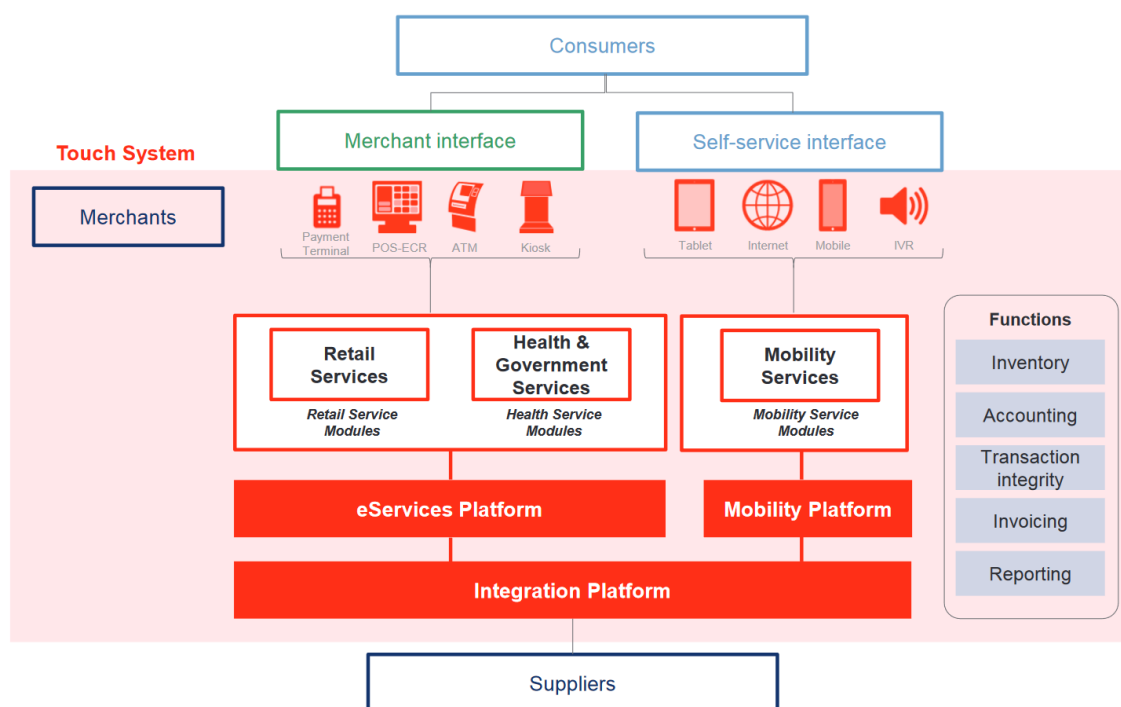 Consumers
Merchant interface
Self-service interface
Touch System
Merchants
Payment
Terminal
POS-ECR
ATM
Kiosk
Tablet
Internet
Mobile
IVR
Retail
Services
Retail Service
Modules
Health &
Government
Services
Health Service
Modules
Mobility
Services
Mobility Service
Modules
Functions
Inventory
Accounting
Transaction
integrity
Invoicing
Reporting
eServices Platform
Mobility Platform
Integration Platform
Suppliers